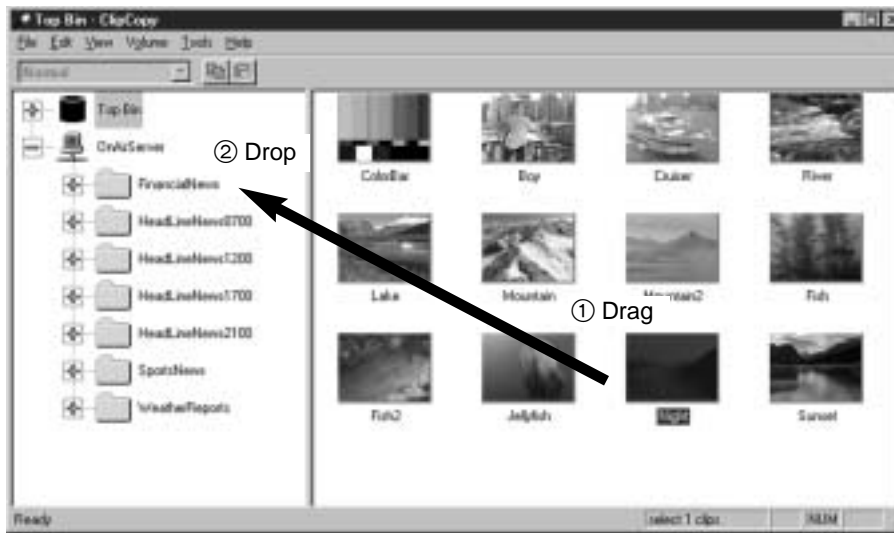 Top Bin - ClipCopy
File Edit View Volume Tools Help
Normal
Top Bin
OnAirServer
② Drop
FinancialNews
HeadLineNews0700
HeadLineNews1200
HeadLineNews1700
HeadLineNews2100
SportsNews
WeatherReports
ColorBar Boy Cruiser River
Lake Mountain Mountain2 Fish
① Drag
Fish2 Jellyfish Night Sunset
Ready select 1 clips. NUM